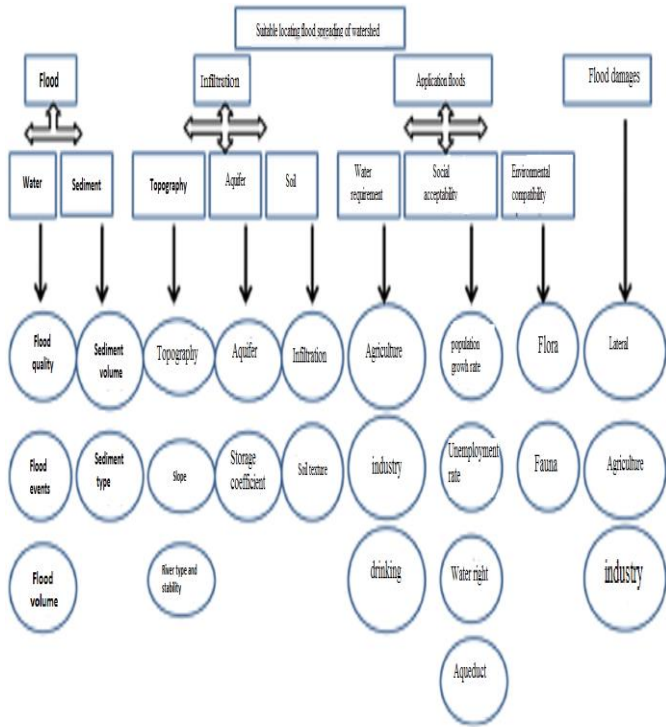 Suitable locating flood spreading of watershed
Flood
Infiltration
Application floods
Flood damages
Water
Sediment
Topography
Aquifer
Soil
Water
requirement
Social
acceptability
Environmental
compatibility
Flood
quality
Sediment
volume
Topography
Aquifer
Infiltration
Agriculture
population
growh rate
Flora
Lateral
Flood
events
Sediment
type
Slope
Storage
coefficient
Soil texture
industry
Unemployment
rate
Fauna
Agriculture
Flood
volume
River type and
stability
drinking
Water right
industry
Aqueduct